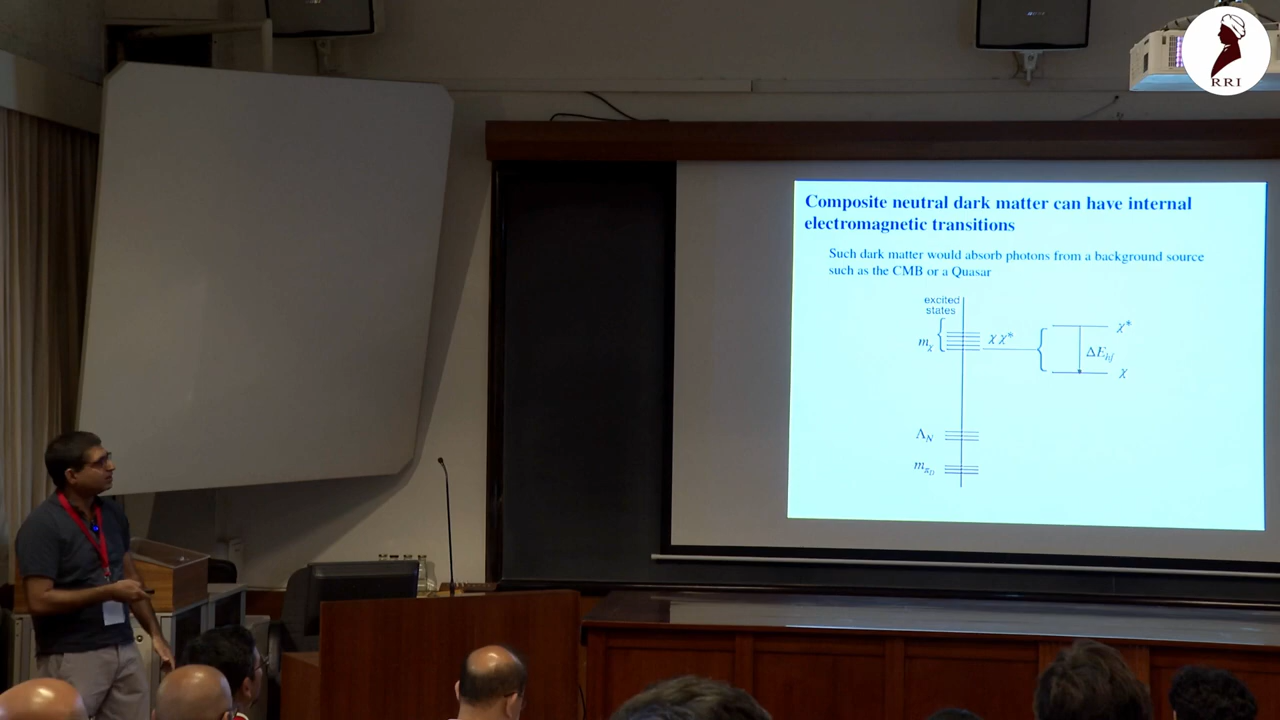 RRI
Composite neutral dark matter can have internal
electromagnetic transitions
Such dark matter would absorb photons from a background source
such as the CMB or a Quasar
excited
states
m_χ
χ χ*
χ*
ΔE_hf
χ
Λ_N
m_π_D